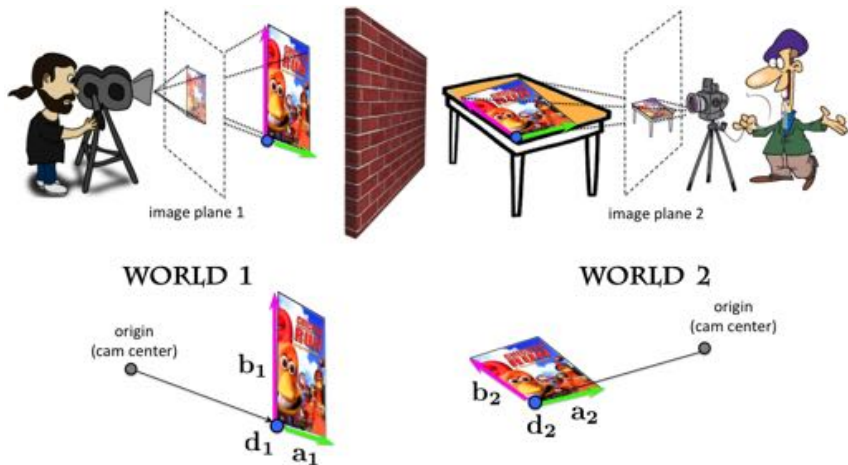 image plane 1
image plane 2
WORLD 1
WORLD 2
origin
(cam center)
origin
(cam center)
b₁
d₁
a₁
b₂
d₂
a₂